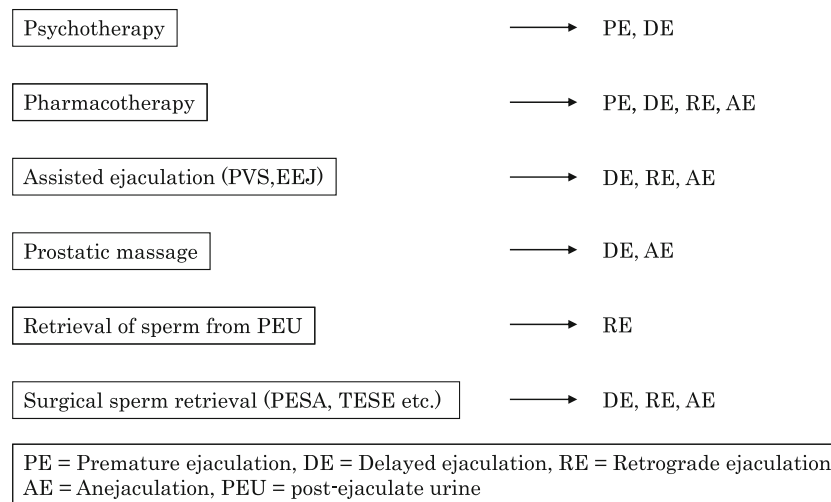 Psychotherapy → PE, DE
Pharmacotherapy → PE, DE, RE, AE
Assisted ejaculation (PVS,EEJ) → DE, RE, AE
Prostatic massage → DE, AE
Retrieval of sperm from PEU → RE
Surgical sperm retrieval (PESA, TESE etc.) → DE, RE, AE
PE = Premature ejaculation, DE = Delayed ejaculation, RE = Retrograde ejaculation
AE = Anejaculation, PEU = post-ejaculate urine